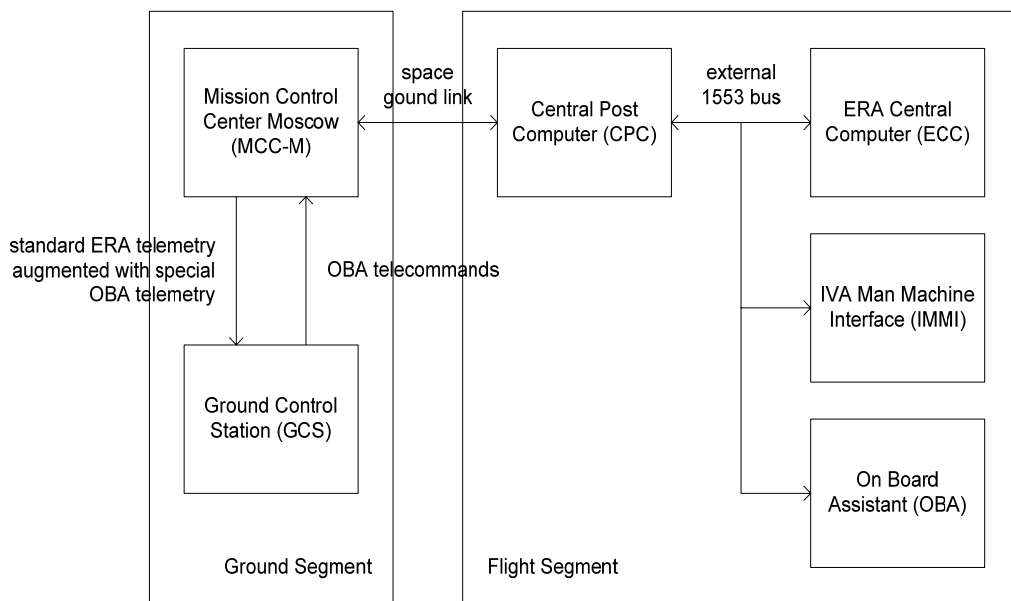 Mission Control
Center Moscow
(MCC-M)
space
gound link
Central Post
Computer (CPC)
external
1553 bus
ERA Central
Computer (ECC)
standard ERA telemetry
augmented with special
OBA telemetry
OBA telecommands
IVA Man Machine
Interface (IMMI)
Ground Control
Station (GCS)
On Board
Assistant (OBA)
Ground Segment
Flight Segment